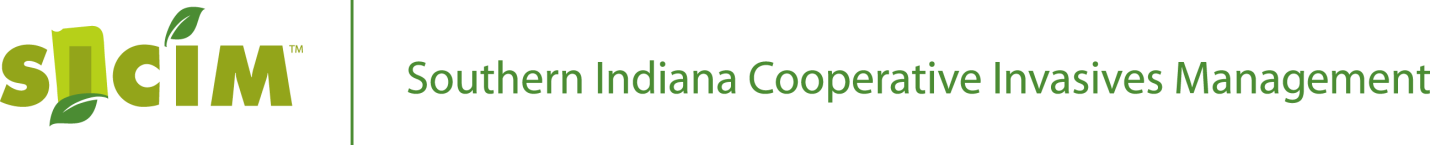 SICIM™
Southern Indiana Cooperative Invasives Management